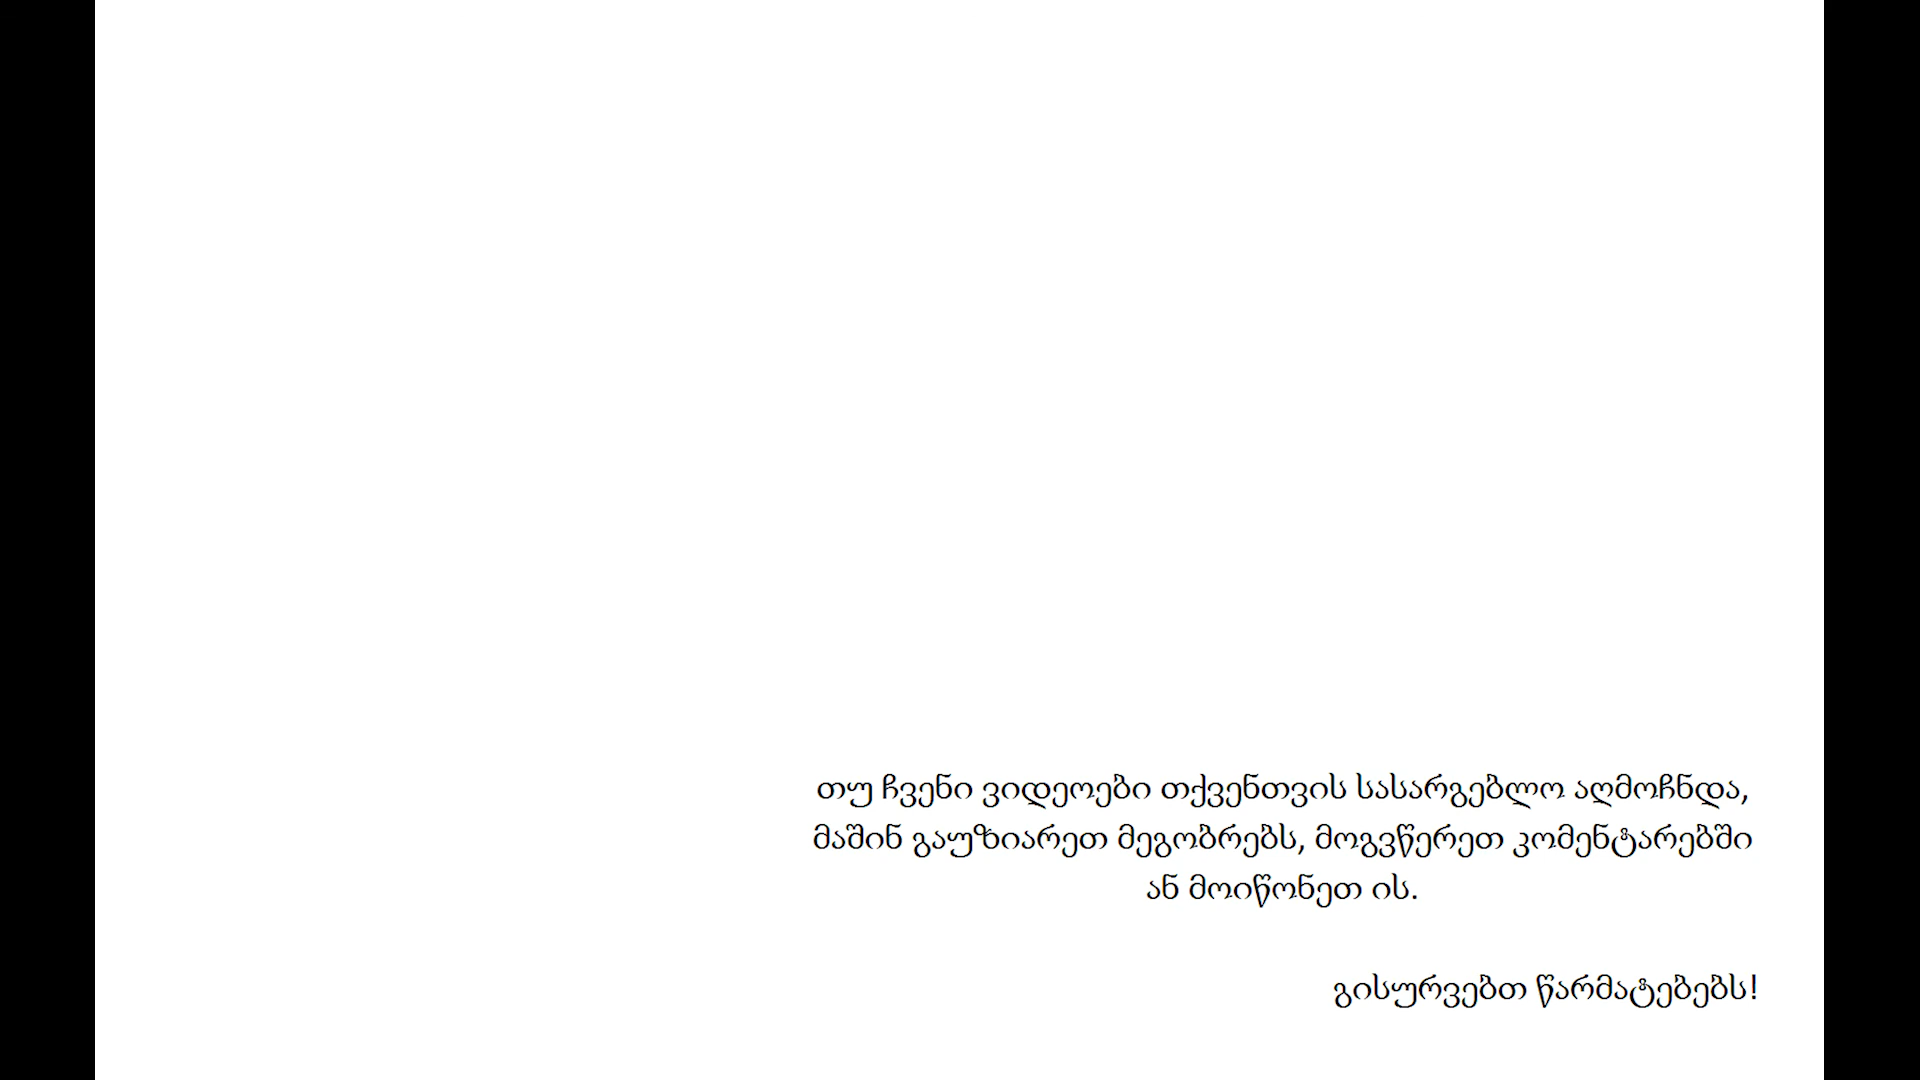 თუ ჩვენი ვიდეოები თქვენთვის სასარგებლო აღმოჩნდა,
მაშინ გაუზიარეთ მეგობრებს, მოგვწერეთ კომენტარებში
ან მოიწონეთ ის.
გისურვებთ წარმატებებს!